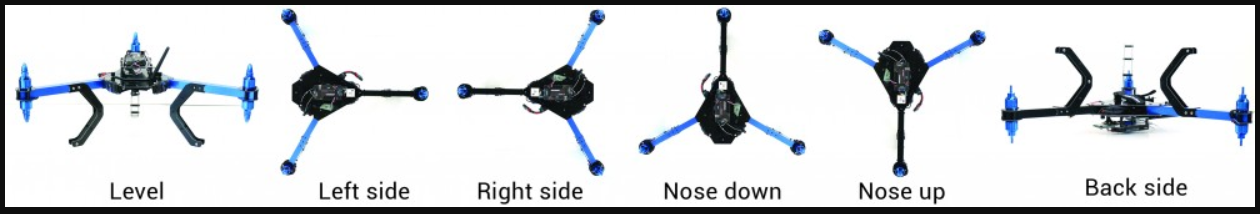 Level
Left side
Right side
Nose down
Nose up
Back side